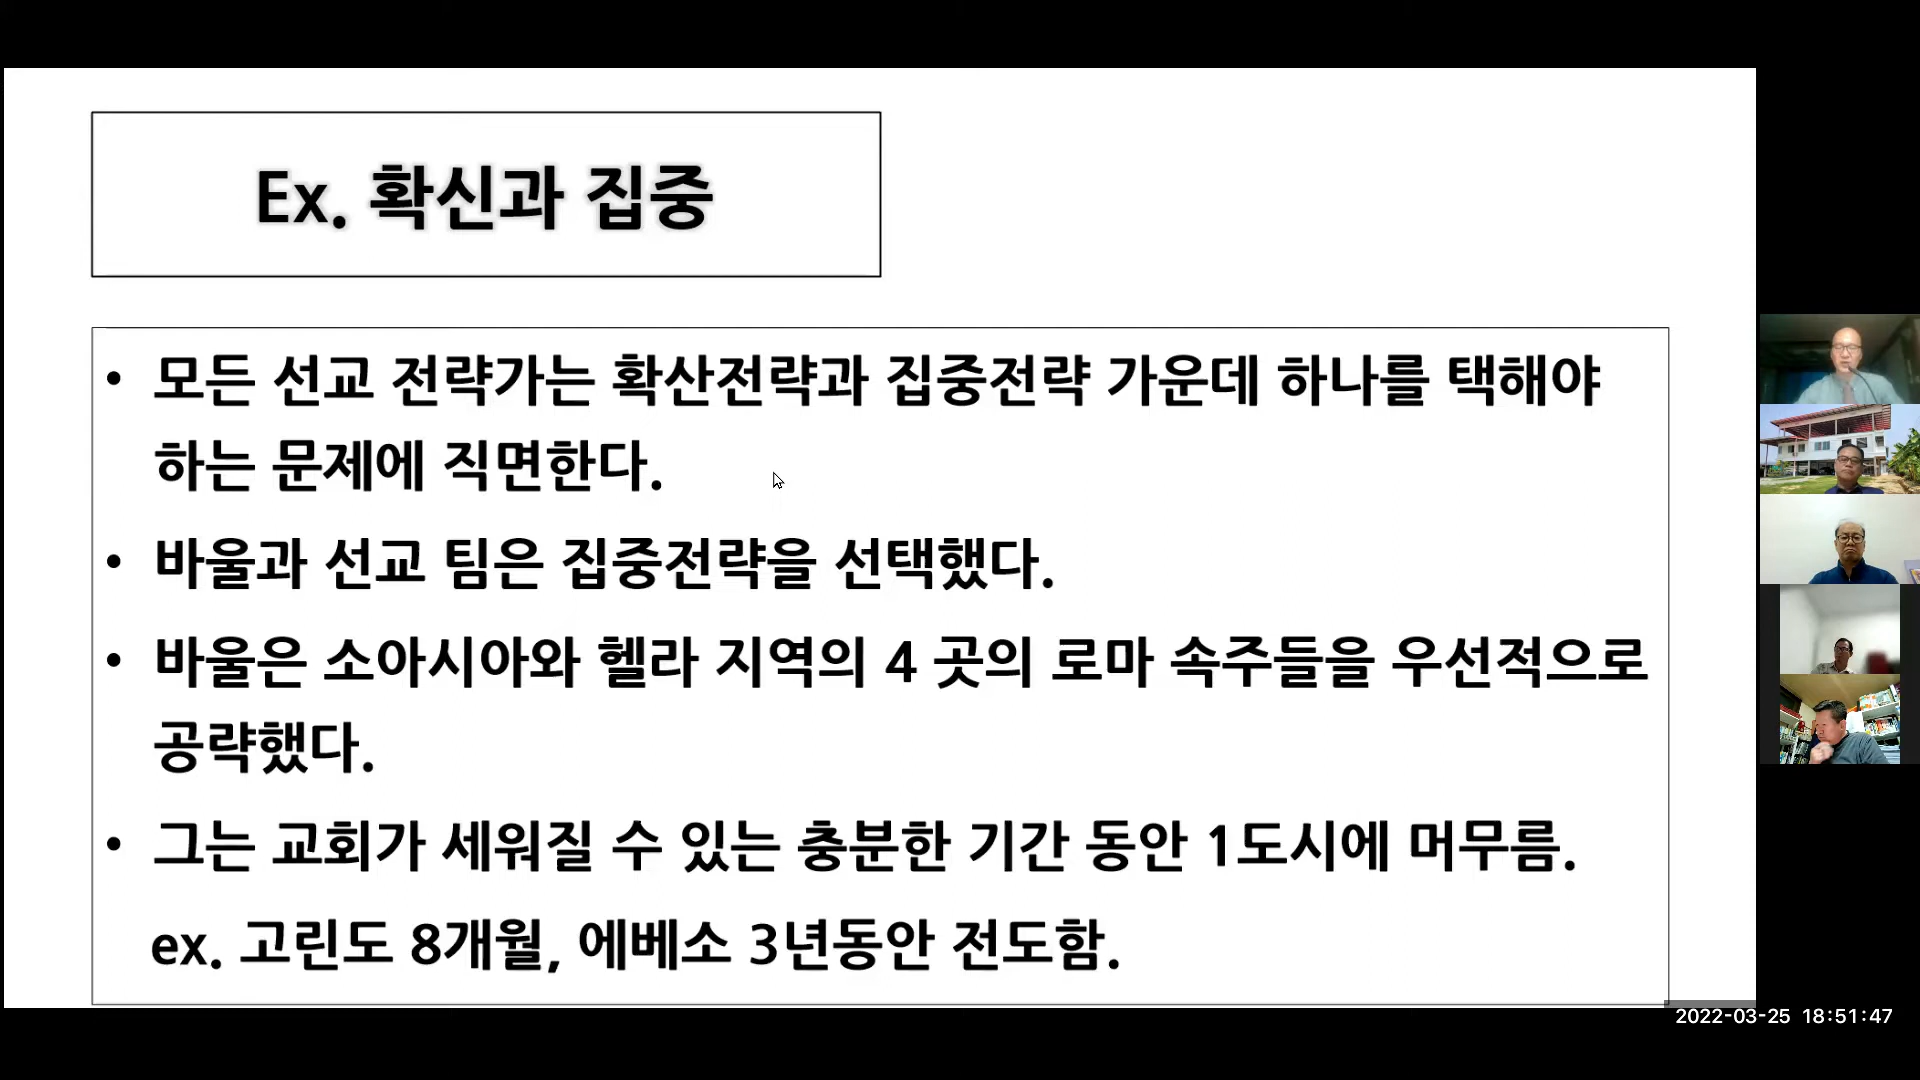 Ex. 확신과 집중
• 모든 선교 전략가는 확산전략과 집중전략 가운데 하나를 택해야
하는 문제에 직면한다.
• 바울과 선교 팀은 집중전략을 선택했다.
• 바울은 소아시아와 헬라 지역의 4 곳의 로마 속주들을 우선적으로
공략했다.
• 그는 교회가 세워질 수 있는 충분한 기간 동안 1도시에 머무름.
ex. 고린도 8개월, 에베소 3년동안 전도함.
2022-03-25 18:51:47